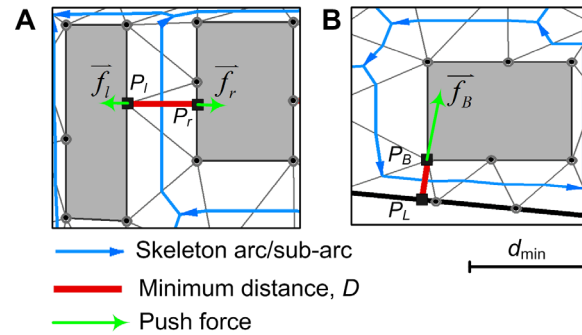 A
B
f_l
P_l
P_r
f_r
f_B
P_B
P_L
Skeleton arc/sub-arc
d_min
Minimum distance, D
Push force